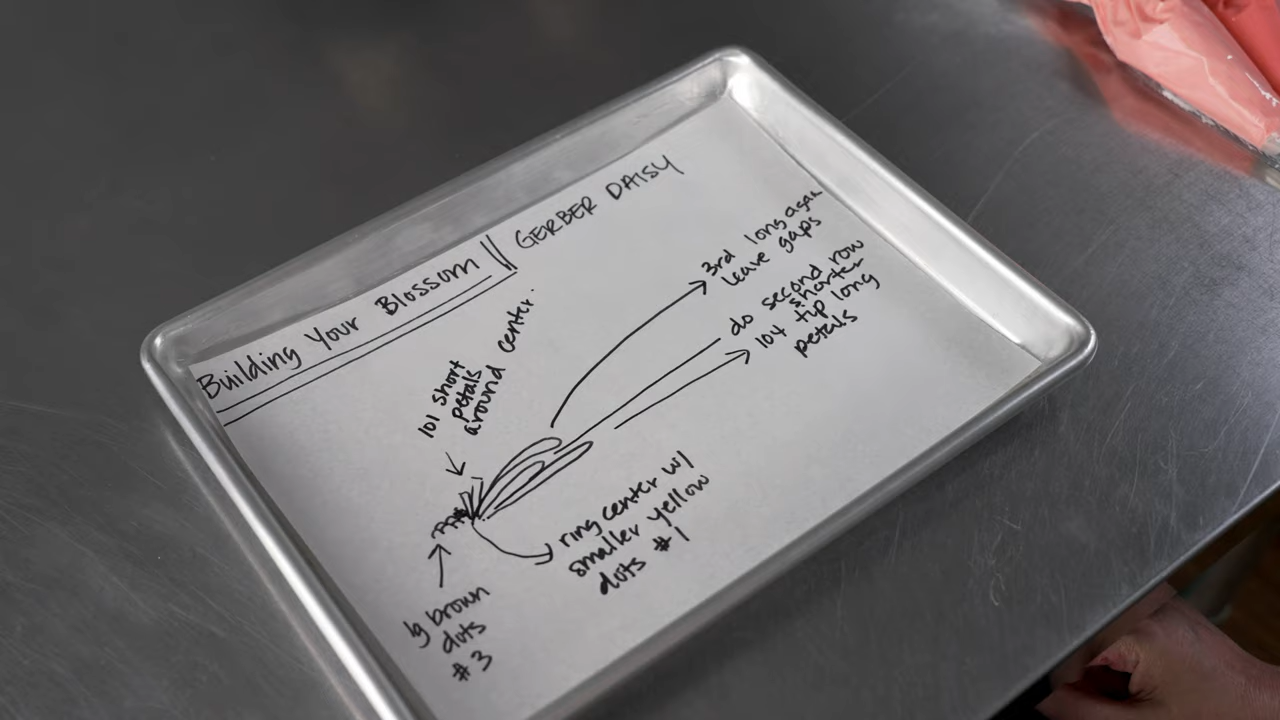 Building Your Blossom || GERBER DAISY
3rd long again
leave gaps
do second row
shorter
104 tip long
petals
101 short
petals
around center.
ring center w/
smaller yellow
dots #1
lg brown
dots
#3